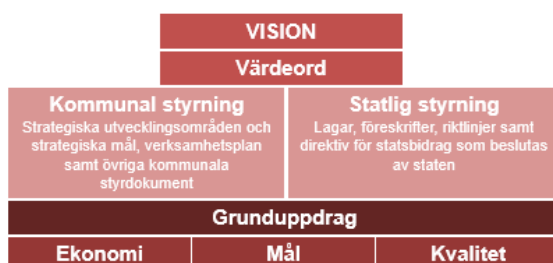 VISION
Värdeord
Kommunal styrning
Strategiska utvecklingsområden och
strategiska mål, verksamhetsplan
samt övriga kommunala
styrdokument
Statlig styrning
Lagar, föreskrifter, riktlinjer samt
direktiv för statsbidrag som beslutas
av staten
Grunduppdrag
Ekonomi
Mål
Kvalitet